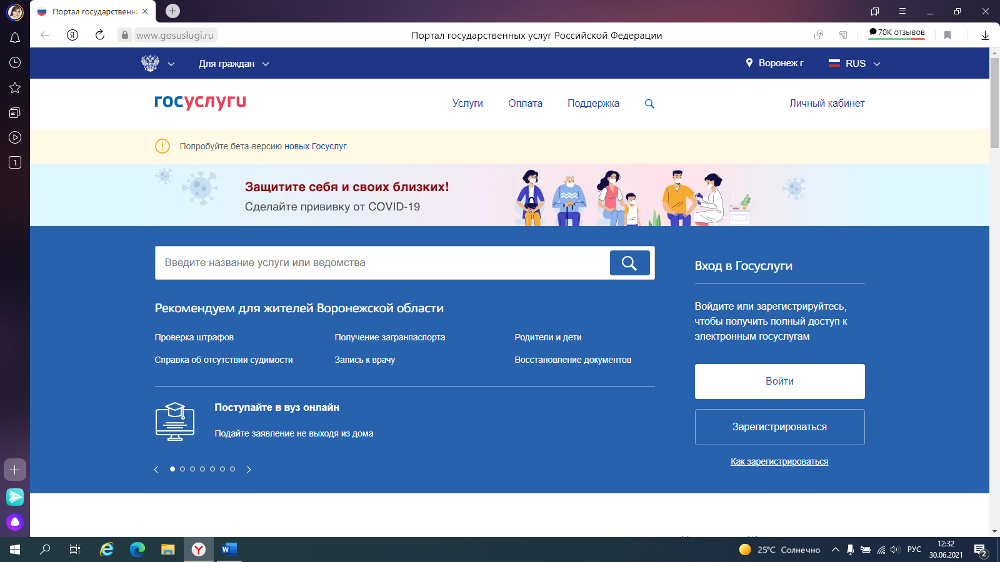 Портал государственнь
www.gosuslugi.ru
Портал государственных услуг Российской Федерации
70K отзывов
Для граждан
Воронеж г
RUS
госуслуги
Услуги
Оплата
Поддержка
Личный кабинет
Попробуйте бета-версию новых Госуслуг
Защитите себя и своих близких!
Сделайте прививку от COVID-19
1
Введите название услуги или ведомства
Вход в Госуслуги
Рекомендуем для жителей Воронежской области
Войдите или зарегистрируйтесь,
чтобы получить полный доступ к
электронным госуслугам
Проверка штрафов
Получение загранпаспорта
Родители и дети
Справка об отсутствии судимости
Запись к врачу
Восстановление документов
Войти
Поступайте в вуз онлайн
Подайте заявление не выходя из дома
Зарегистрироваться
Как зарегистрироваться
25°C Солнечно
РУС
12:32
30.06.2021
2